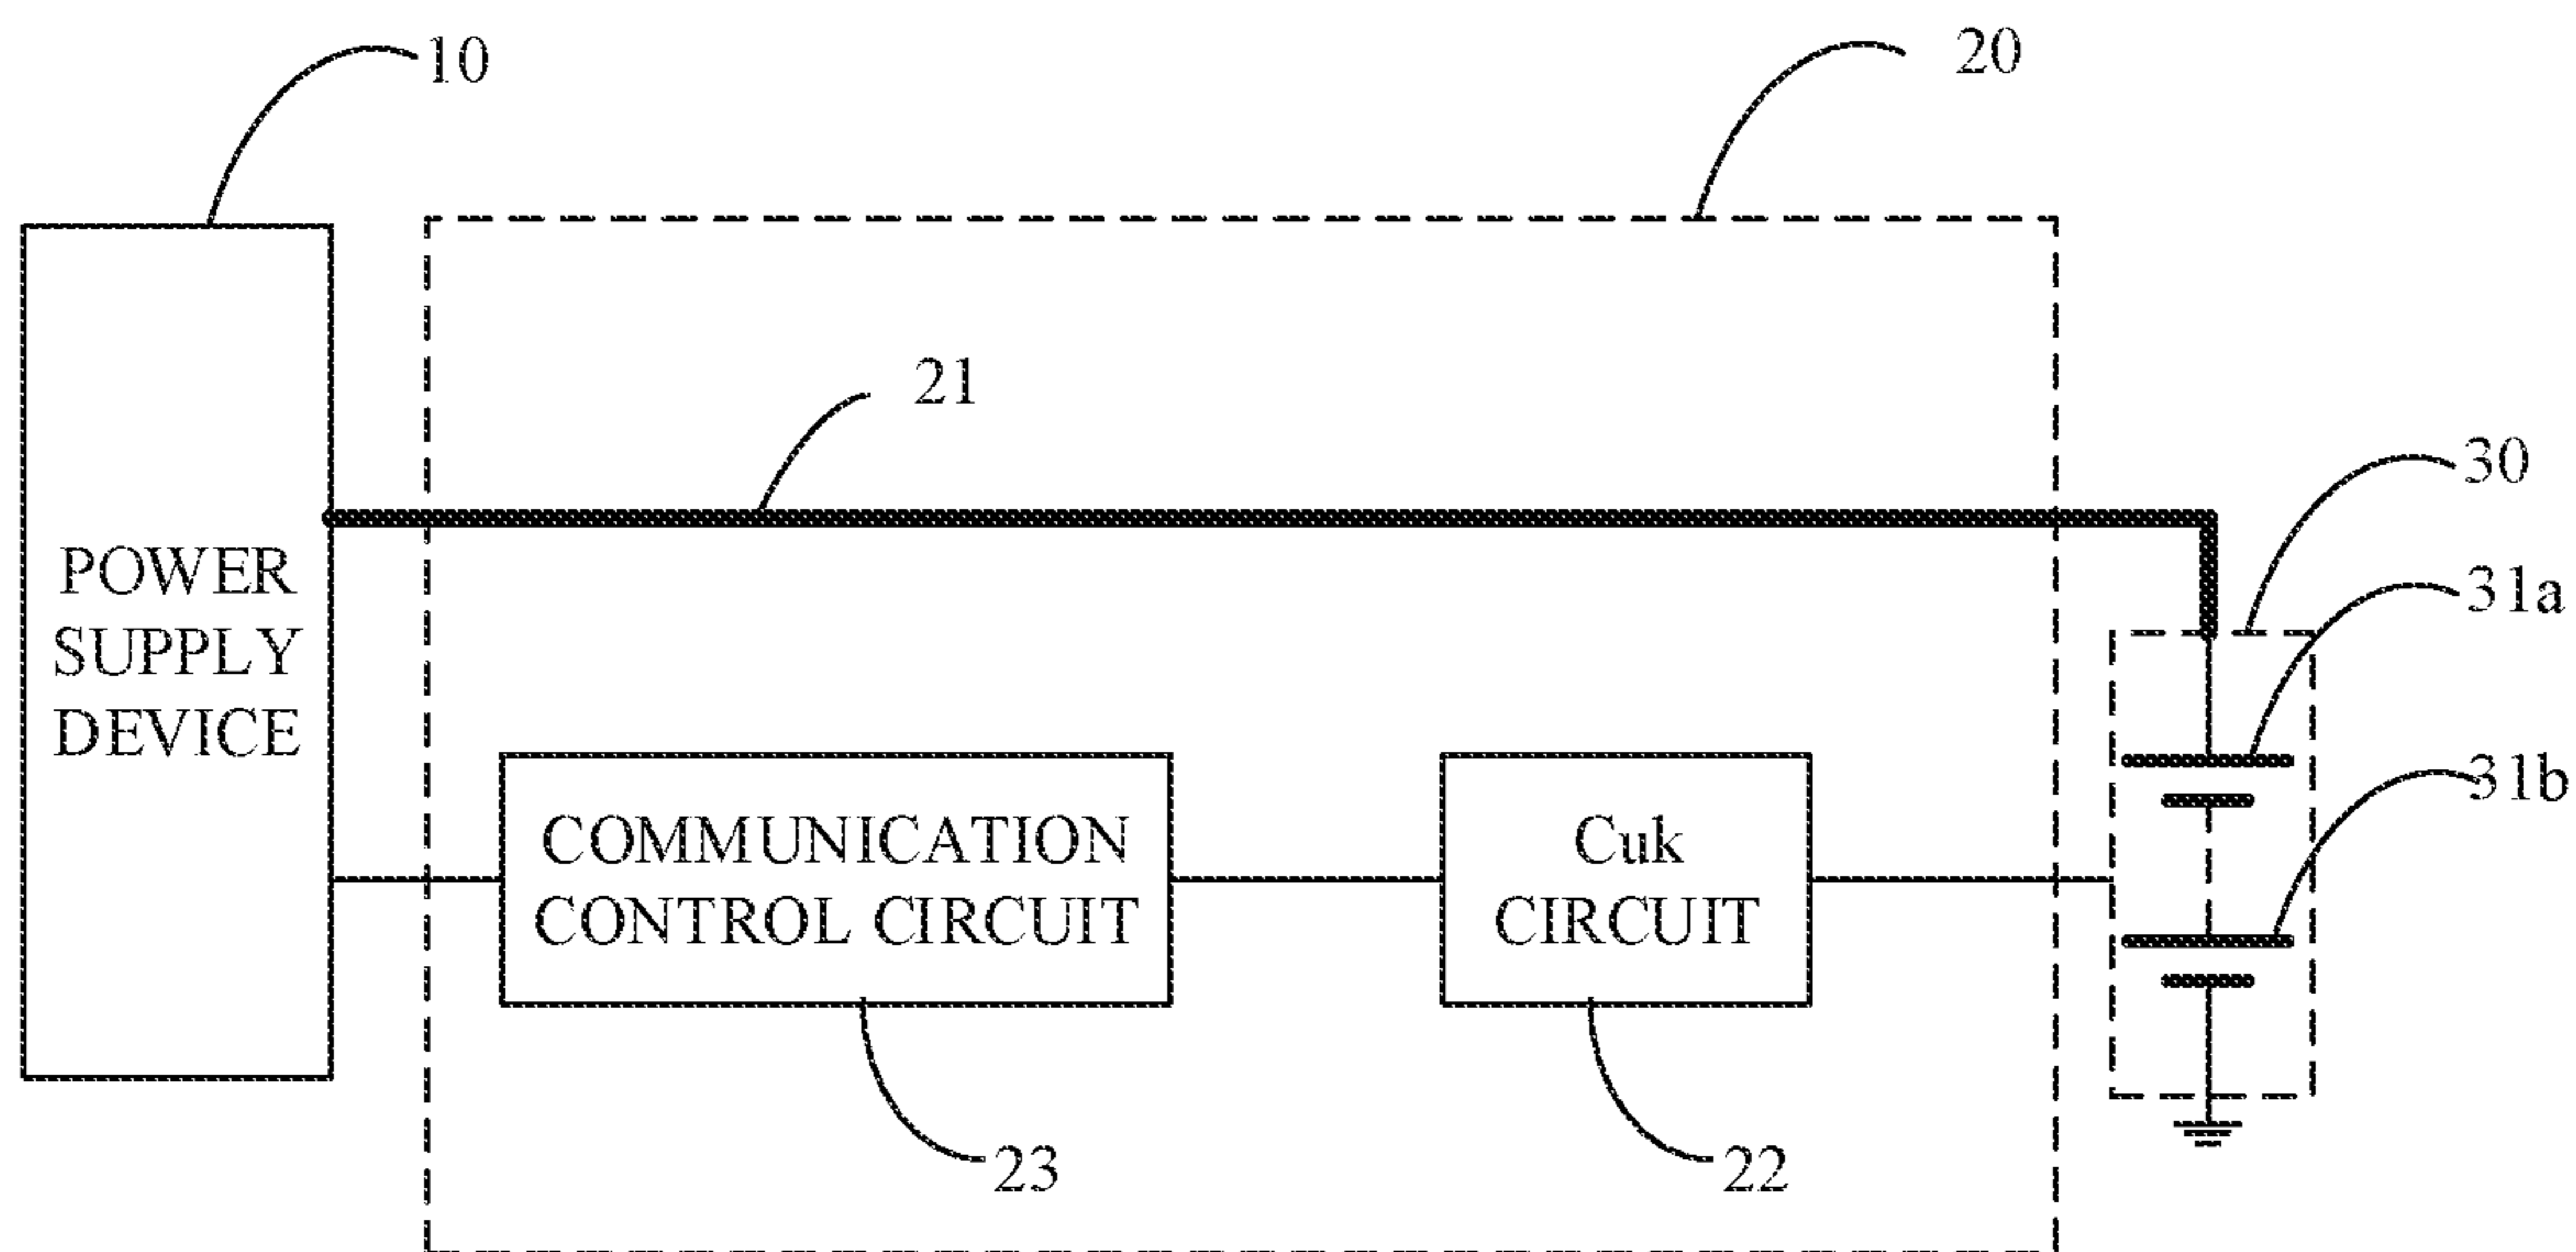 10
20
21
30
31a
31b
POWER
SUPPLY
DEVICE
COMMUNICATION
CONTROL CIRCUIT
Cuk
CIRCUIT
23
22